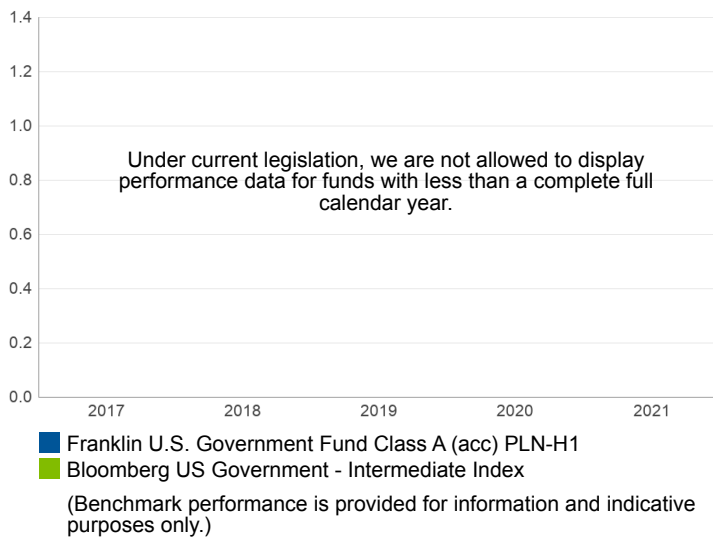 1.4
1.2
1.0
Under current legislation, we are not allowed to display
0.8
performance data for funds with less than a complete full
calendar year.
0.6
0.4
0.2
0.0
2017 2018 2019 2020 2021
Franklin U.S. Government Fund Class A (acc) PLN-H1
Bloomberg US Government - Intermediate Index
(Benchmark performance is provided for information and indicative
purposes only.)